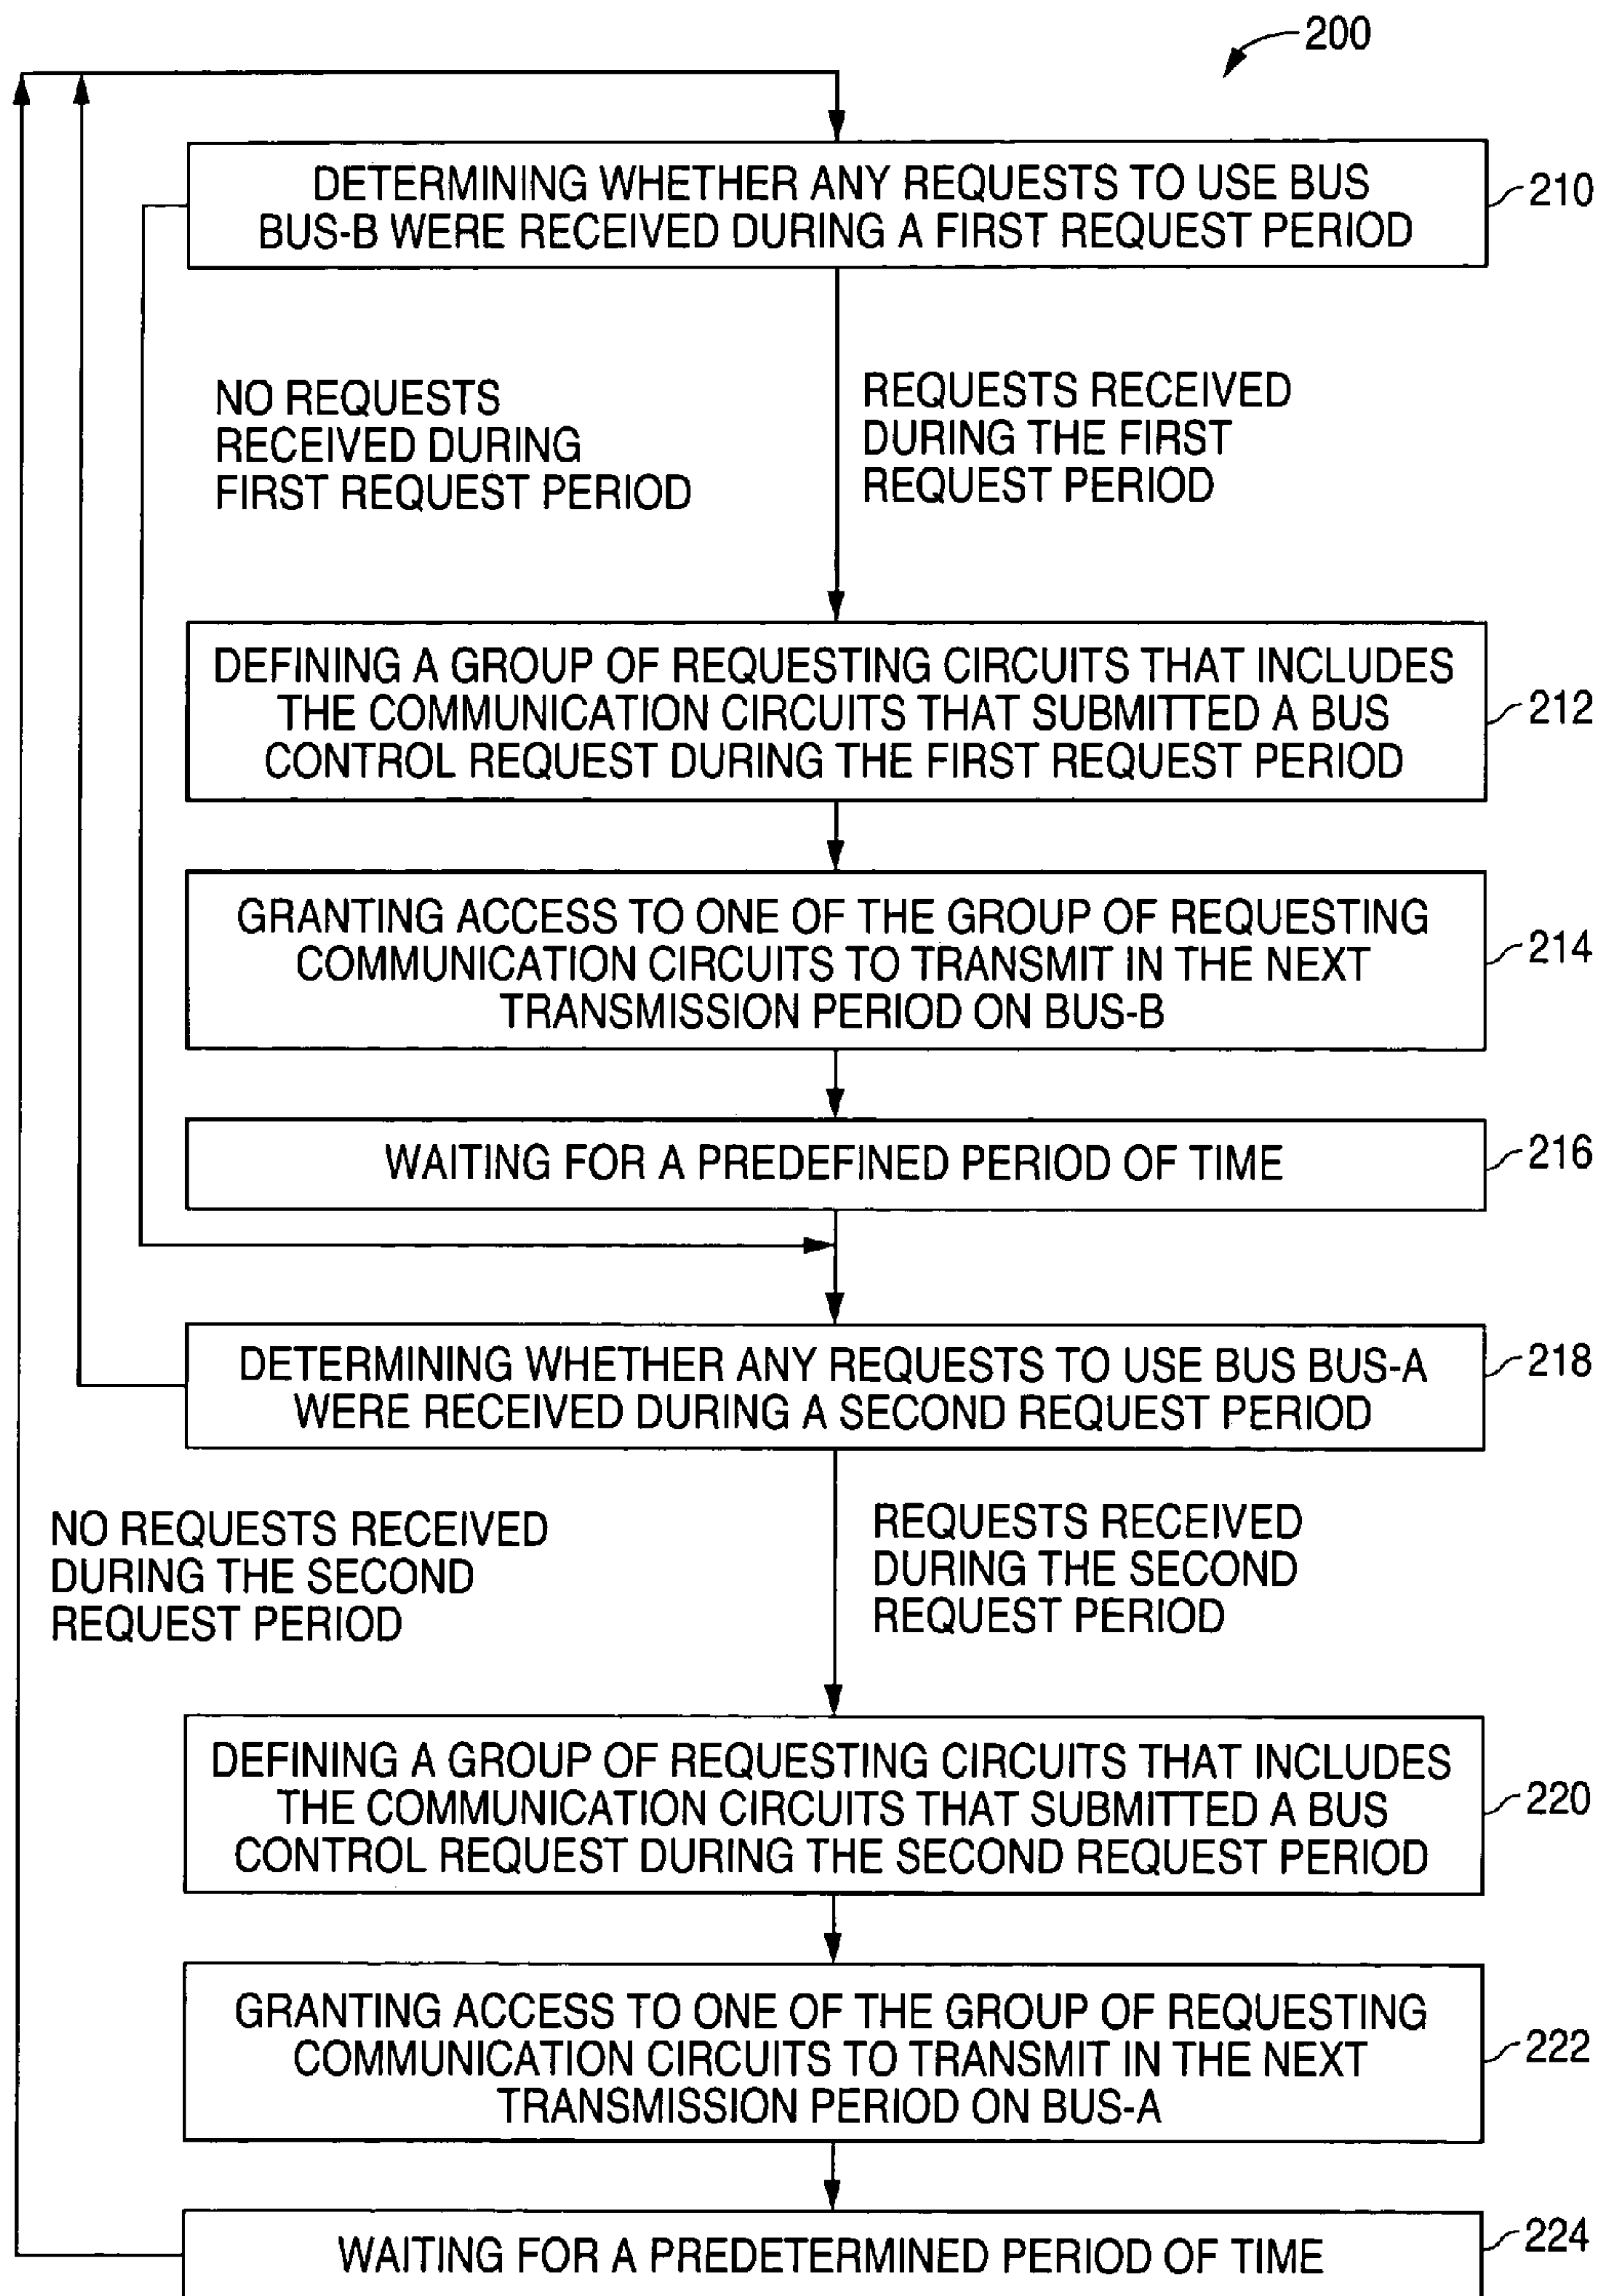 200
DETERMINING WHETHER ANY REQUESTS TO USE BUS
BUS-B WERE RECEIVED DURING A FIRST REQUEST PERIOD
210
NO REQUESTS
RECEIVED DURING
FIRST REQUEST PERIOD
REQUESTS RECEIVED
DURING THE FIRST
REQUEST PERIOD
DEFINING A GROUP OF REQUESTING CIRCUITS THAT INCLUDES
THE COMMUNICATION CIRCUITS THAT SUBMITTED A BUS
CONTROL REQUEST DURING THE FIRST REQUEST PERIOD
212
GRANTING ACCESS TO ONE OF THE GROUP OF REQUESTING
COMMUNICATION CIRCUITS TO TRANSMIT IN THE NEXT
TRANSMISSION PERIOD ON BUS-B
214
WAITING FOR A PREDEFINED PERIOD OF TIME
216
DETERMINING WHETHER ANY REQUESTS TO USE BUS BUS-A
WERE RECEIVED DURING A SECOND REQUEST PERIOD
218
NO REQUESTS RECEIVED
DURING THE SECOND
REQUEST PERIOD
REQUESTS RECEIVED
DURING THE SECOND
REQUEST PERIOD
DEFINING A GROUP OF REQUESTING CIRCUITS THAT INCLUDES
THE COMMUNICATION CIRCUITS THAT SUBMITTED A BUS
CONTROL REQUEST DURING THE SECOND REQUEST PERIOD
220
GRANTING ACCESS TO ONE OF THE GROUP OF REQUESTING
COMMUNICATION CIRCUITS TO TRANSMIT IN THE NEXT
TRANSMISSION PERIOD ON BUS-A
222
WAITING FOR A PREDETERMINED PERIOD OF TIME
224